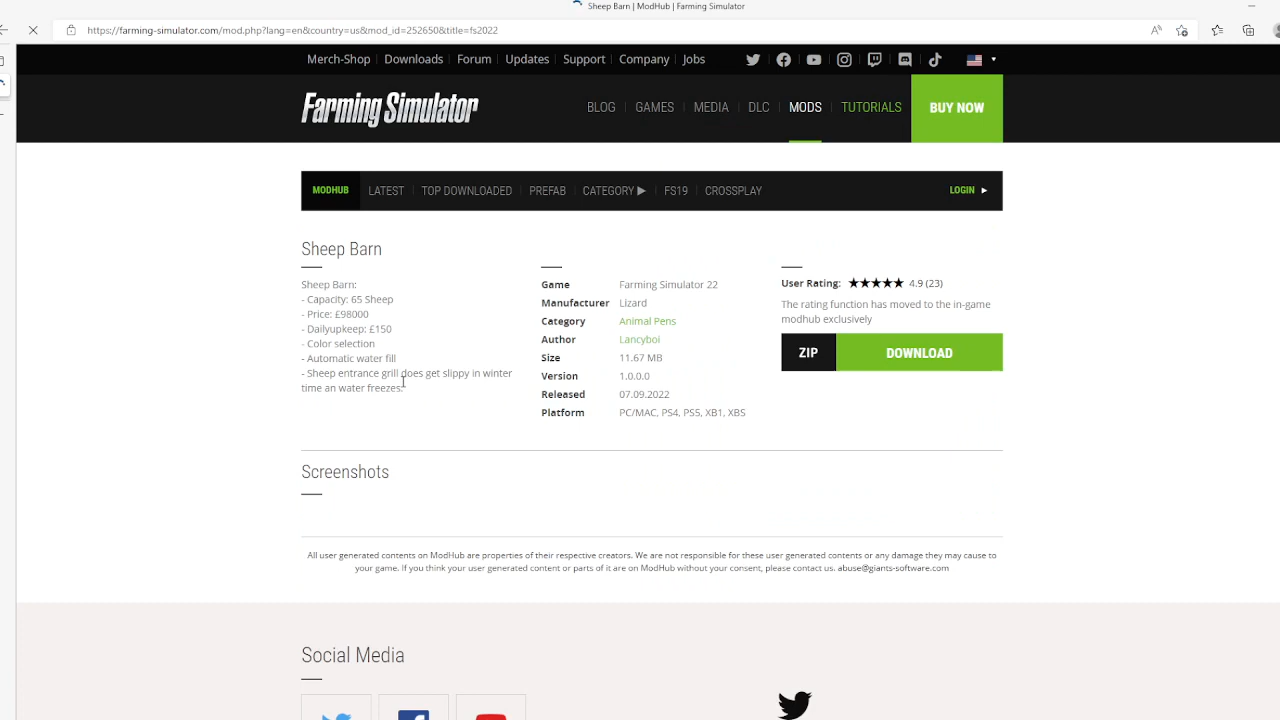 Sheep Barn | ModHub | Farming Simulator
https://farming-simulator.com/mod.php?lang=en&country=us&mod_id=252650&title=fs2022
Merch-Shop Downloads Forum Updates Support Company Jobs
Farming Simulator
BLOG GAMES MEDIA DLC MODS TUTORIALS BUY NOW
MODHUB LATEST TOP DOWNLOADED PREFAB CATEGORY ▶ FS19 CROSSPLAY LOGIN ►
Sheep Barn
Sheep Barn:
- Capacity: 65 Sheep
- Price: £98000
- Dailyupkeep: £150
- Color selection
- Automatic water fill
- Sheep entrance grill does get slippy in winter
time an water freezes.
Game Farming Simulator 22
Manufacturer Lizard
Category Animal Pens
Author Lancyboi
Size 11.67 MB
Version 1.0.0.0
Released 07.09.2022
Platform PC/MAC, PS4, PS5, XB1, XBS
User Rating: ★★★★★ 4.9 (23)
The rating function has moved to the in-game
modhub exclusively
ZIP DOWNLOAD
Screenshots
All user generated contents on ModHub are properties of their respective creators. We are not responsible for these user generated contents or any damage they may cause to
your game. If you think your user generated content or parts of it are on ModHub without your consent, please contact us. abuse@giants-software.com
Social Media